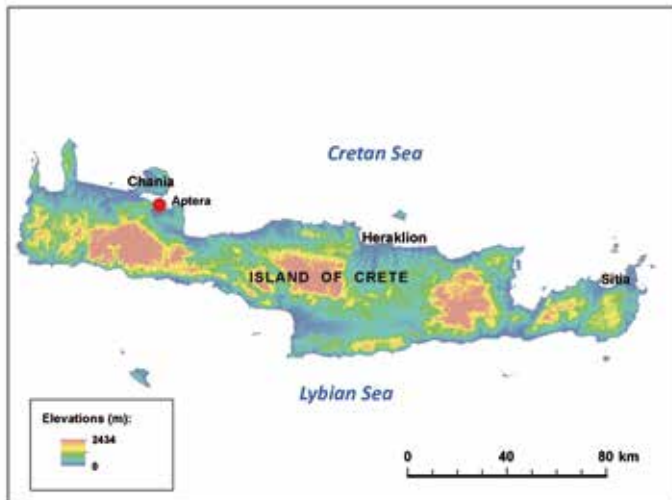 Cretan Sea
Chania
Aptera
Heraklion
ISLAND OF CRETE
Sitia
Lybian Sea
Elevations (m):
2434
0
0 40 80 km